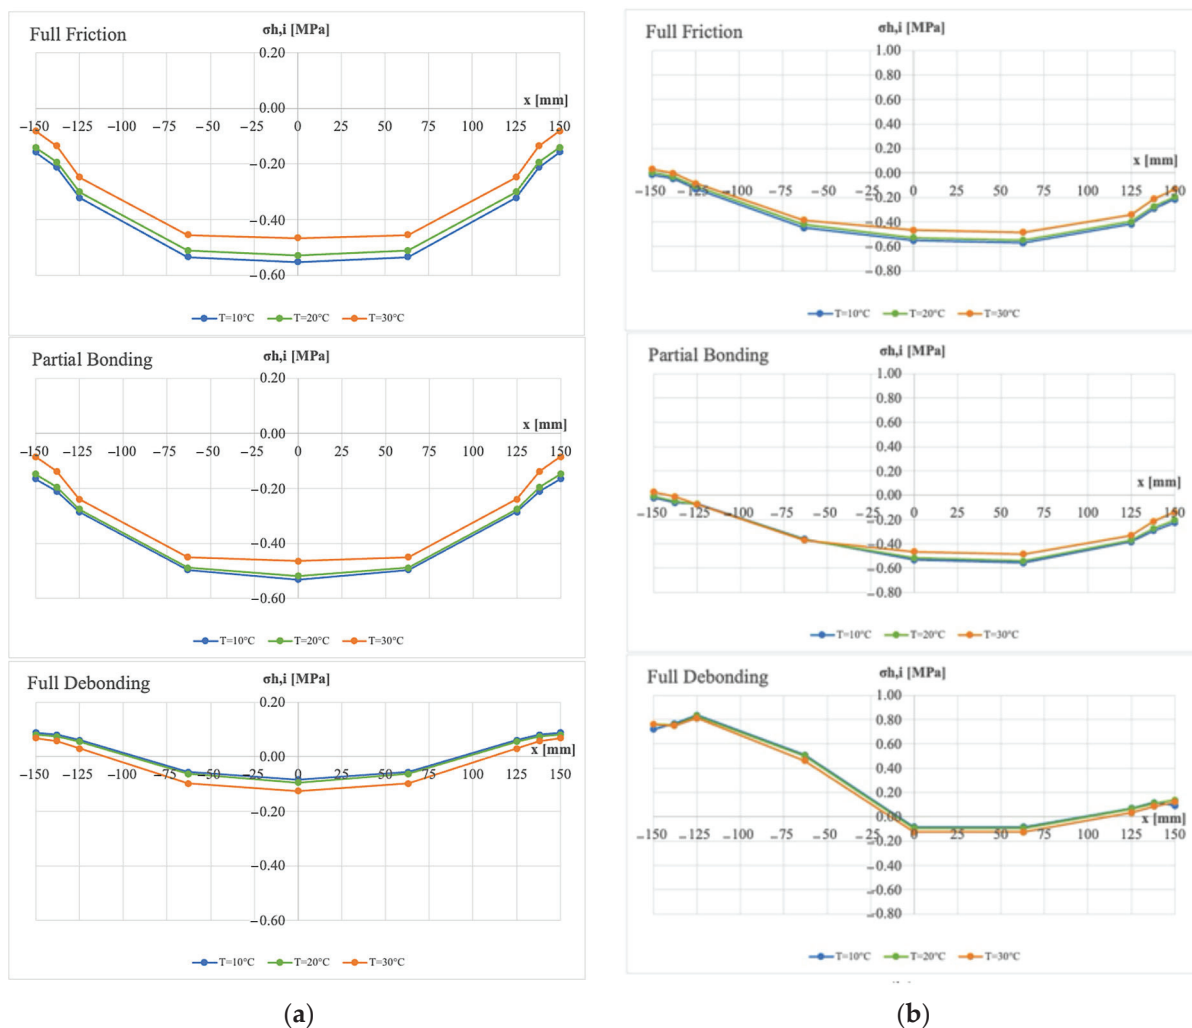 Full Friction
σh,i [MPa]
0.20
0.00
x [mm]
−150 −125 −100 −75 −50 −25 0 25 50 75 100 125 150
−0.20
−0.40
−0.60
T=10°C T=20°C T=30°C
Partial Bonding
σh,i [MPa]
0.20
0.00
x [mm]
−150 −125 −100 −75 −50 −25 0 25 50 75 100 125 150
−0.20
−0.40
−0.60
T=10°C T=20°C T=30°C
Full Debonding
σh,i [MPa]
0.20
0.00
x [mm]
−150 −125 −100 −75 −50 −25 0 25 50 75 100 125 150
−0.20
−0.40
−0.60
T=10°C T=20°C T=30°C
(a)
Full Friction
σh,i [MPa]
1.00
0.80
0.60
0.40
0.20
x [mm]
0.00
−150 −125 −100 −75 −50 −25 0 25 50 75 100 125 150
−0.20
−0.40
−0.60
−0.80
T=10°C T=20°C T=30°C
Partial Bonding
σh,i [MPa]
1.00
0.80
0.60
0.40
0.20
x [mm]
0.00
−150 −125 −100 −75 −50 −25 0 25 50 75 100 125 150
−0.20
−0.40
−0.60
−0.80
T=10°C T=20°C T=30°C
Full Debonding
σh,i [MPa]
1.00
0.80
0.60
0.40
0.20
0.00
x [mm]
−150 −125 −100 −75 −50 −25 0 25 50 75 100 125 150
−0.20
−0.40
−0.60
−0.80
T=10°C T=20°C T=30°C
(b)